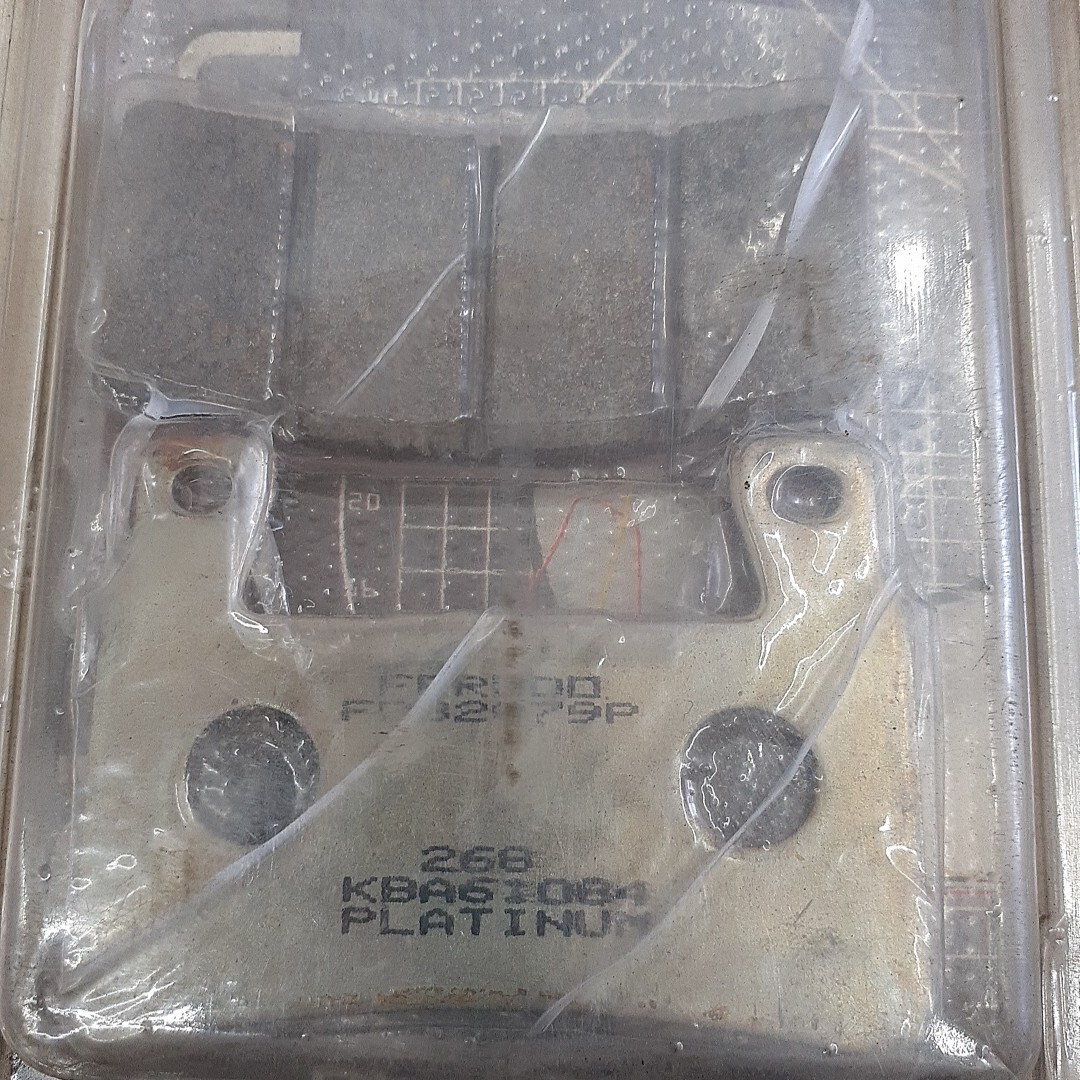 20
FERODO
FDB2079P
268
KBA61084
PLATINUM